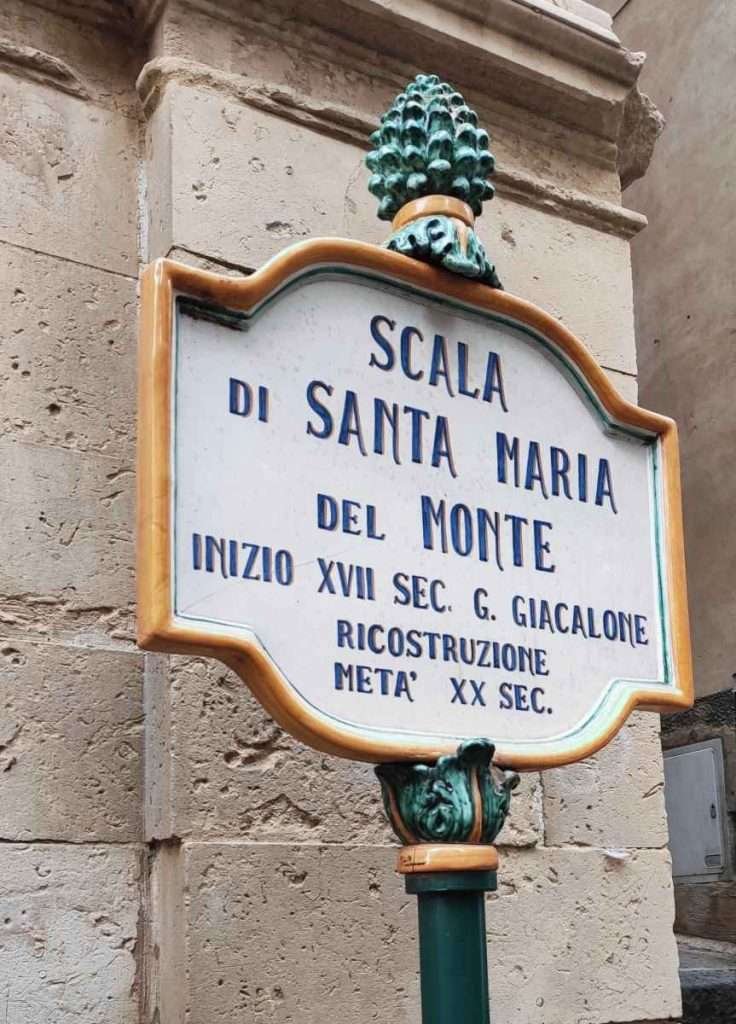 SCALA
DI SANTA MARIA
DEL MONTE
INIZIO XVII SEC. G. GIACALONE
RICOSTRUZIONE
META' XX SEC.